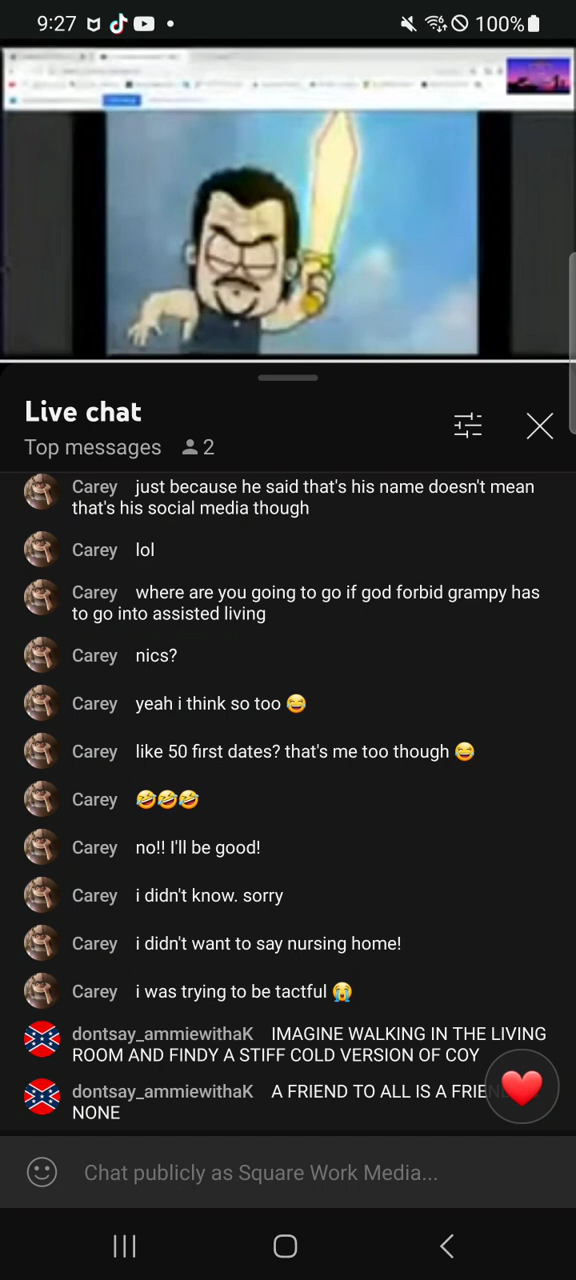 9:27
100%
Live chat
Top messages 2
Carey just because he said that's his name doesn't mean
that's his social media though
Carey lol
Carey where are you going to go if god forbid grampy has
to go into assisted living
Carey nics?
Carey yeah i think so too 😂
Carey like 50 first dates? that's me too though 😂
Carey 🤣🤣🤣
Carey no!! I'll be good!
Carey i didn't know. sorry
Carey i didn't want to say nursing home!
Carey i was trying to be tactful 😭
dontsay_ammiewithaK IMAGINE WALKING IN THE LIVING
ROOM AND FINDY A STIFF COLD VERSION OF COY
dontsay_ammiewithaK A FRIEND TO ALL IS A
NONE
Chat publicly as Square Work Media...